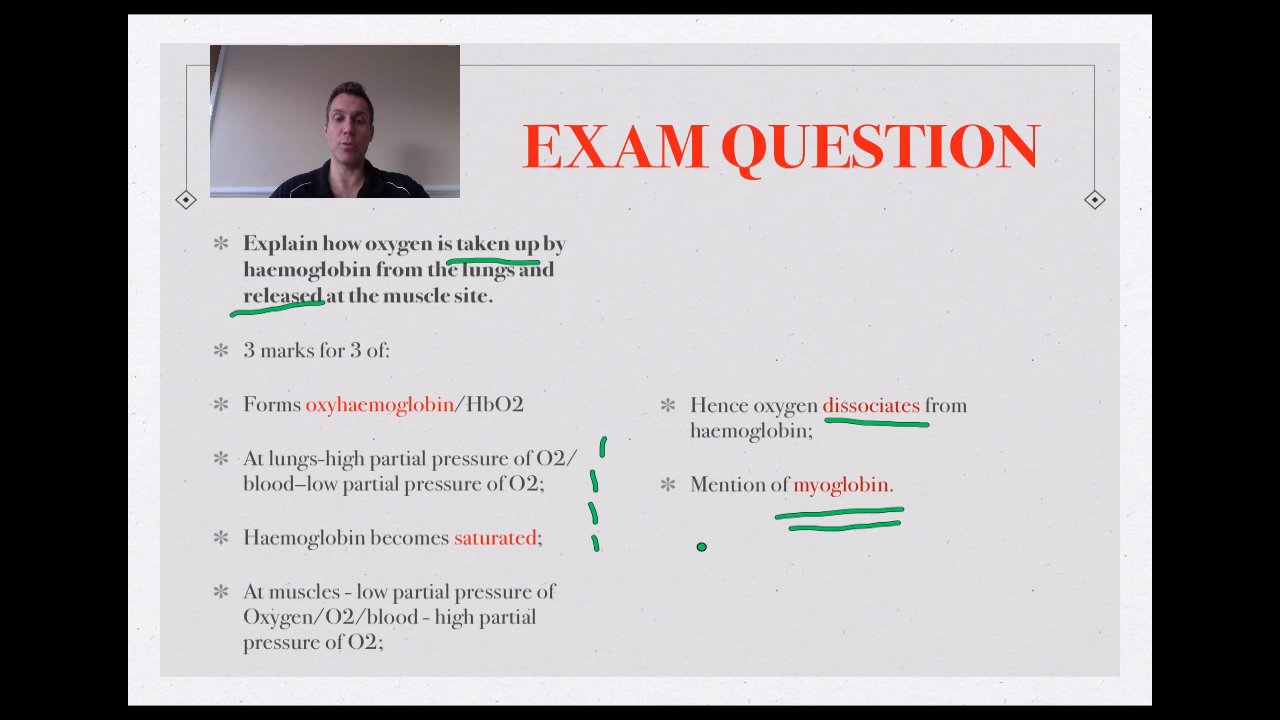 EXAM QUESTION
✼ Explain how oxygen is taken up by
haemoglobin from the lungs and
released at the muscle site.
✼ 3 marks for 3 of:
✼ Forms oxyhaemoglobin/HbO2
✼ At lungs-high partial pressure of O2/
blood–low partial pressure of O2;
✼ Haemoglobin becomes saturated;
✼ At muscles - low partial pressure of
Oxygen/O2/blood - high partial
pressure of O2;
✼ Hence oxygen dissociates from
haemoglobin;
✼ Mention of myoglobin.